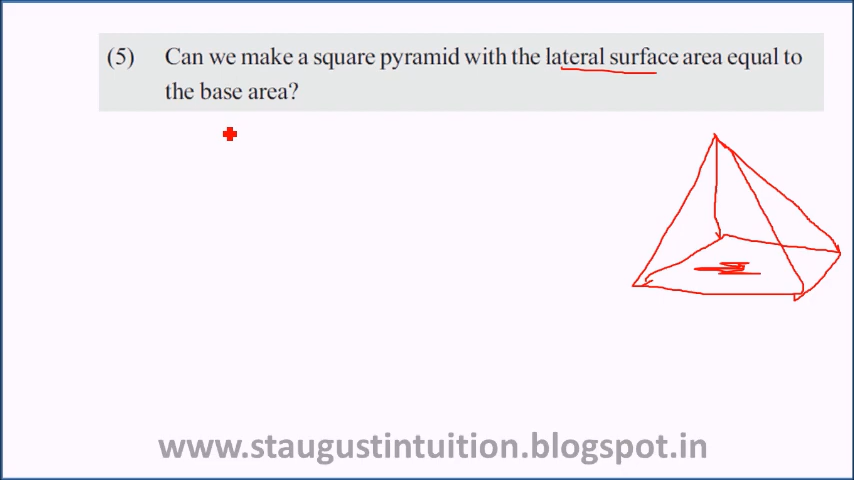 (5) Can we make a square pyramid with the lateral surface area equal to
the base area?
www.staugustintuition.blogspot.in